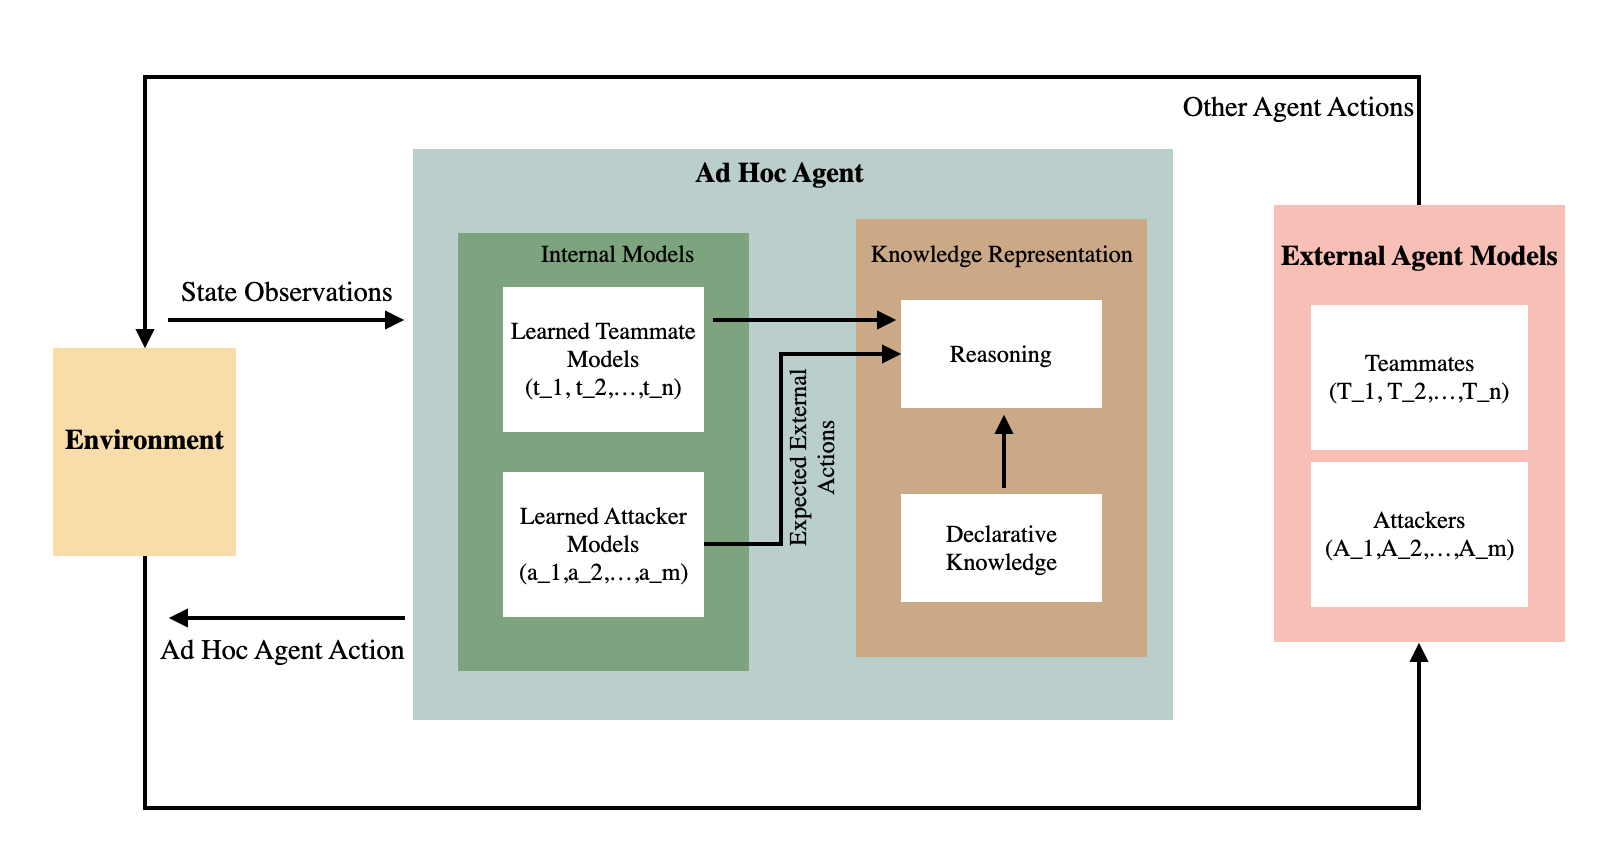 Other Agent Actions
Ad Hoc Agent
Internal Models
Knowledge Representation
External Agent Models
State Observations
Learned Teammate
Models
(t_1, t_2,...,t_n)
Reasoning
Teammates
(T_1, T_2,...,T_n)
Environment
Expected External
Actions
Learned Attacker
Models
(a_1,a_2,...,a_m)
Declarative
Knowledge
Attackers
(A_1,A_2,...,A_m)
Ad Hoc Agent Action